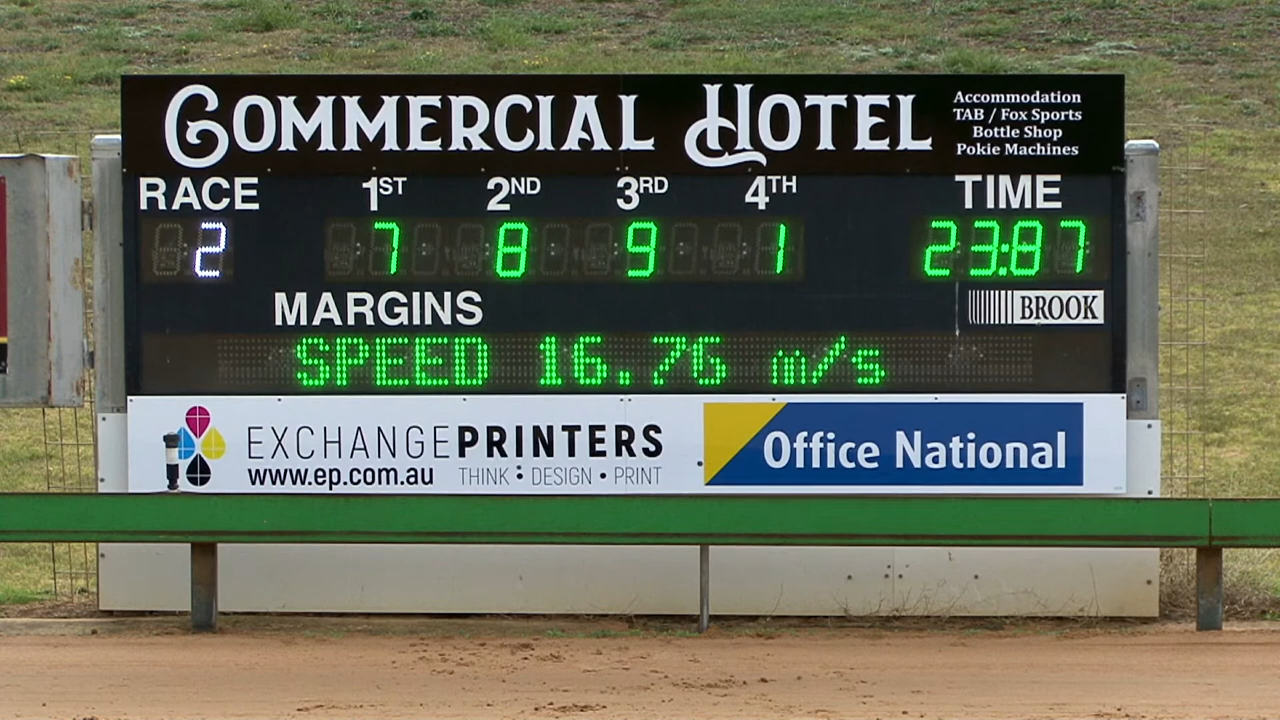 COMMERCIAL HOTEL
Accommodation
TAB / Fox Sports
Bottle Shop
Pokie Machines
RACE 1ST 2ND 3RD 4TH TIME
2 7 8 9 1 23:87
MARGINS
BROOK
SPEED 16.76 m/s
EXCHANGEPRINTERS
www.ep.com.au THINK • DESIGN • PRINT
Office National